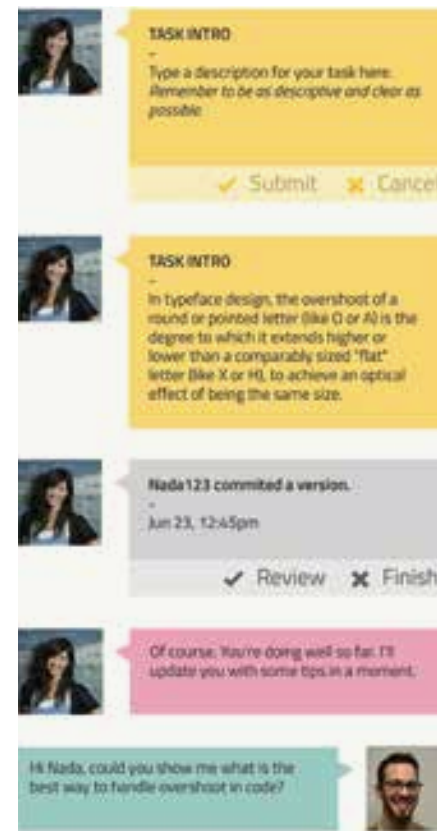 TASK INTRO
-
Type a description for your task here.
Remember to be as descriptive and clear as
possible
✔ Submit ✖ Cancel
TASK INTRO
-
In typeface design, the overshoot of a
round or pointed letter (like O or A) is the
degree to which it extends higher or
lower than a comparably sized "flat"
letter (like X or H), to achieve an optical
effect of being the same size.
Nada123 commited a version.
-
Jun 23, 12:45pm
✔ Review ✖ Finish
Of course. You're doing well so far. I'll
update you with some tips in a moment.
Hi Nada, could you show me what is the
best way to handle overshoot in code?